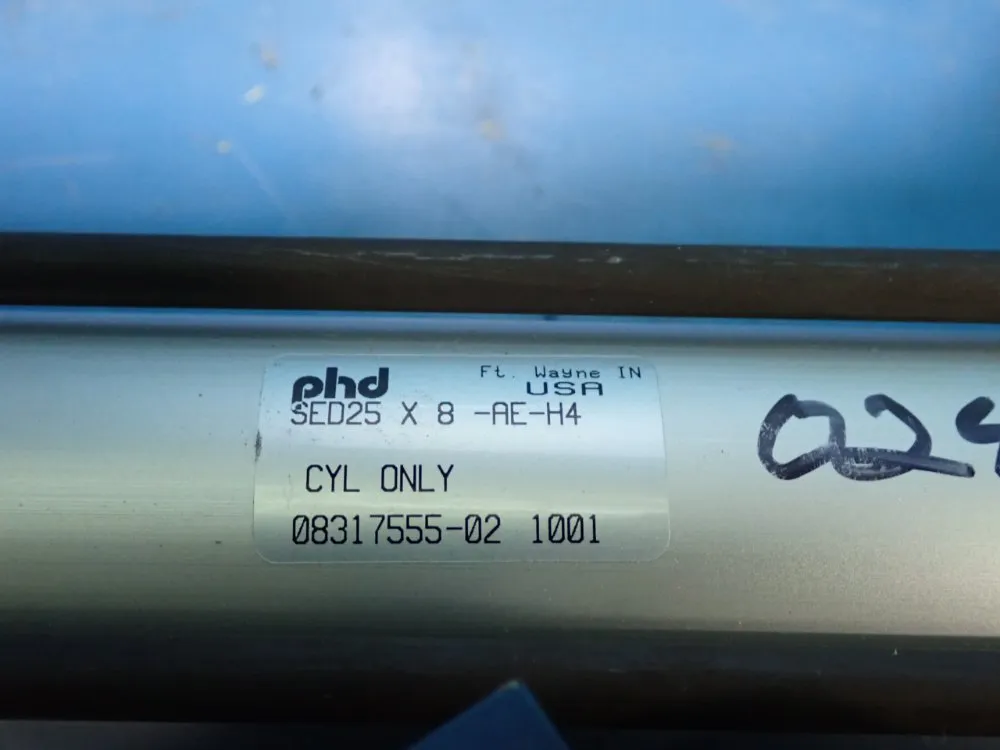 phd
Ft. Wayne IN
USA
SED25 X 8 -AE-H4
CYL ONLY
08317555-02 1001